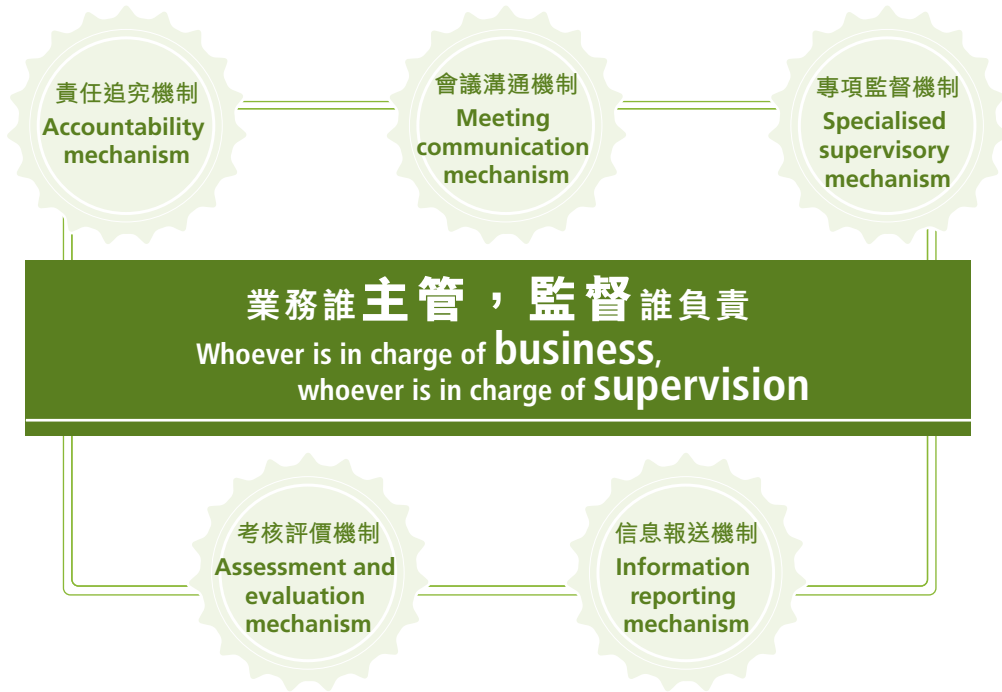 責任追究機制
Accountability
mechanism
會議溝通機制
Meeting
communication
mechanism
專項監督機制
Specialised
supervisory
mechanism
業務誰主管，監督誰負責
Whoever is in charge of business,
whoever is in charge of supervision
考核評價機制
Assessment and
evaluation
mechanism
信息報送機制
Information
reporting
mechanism